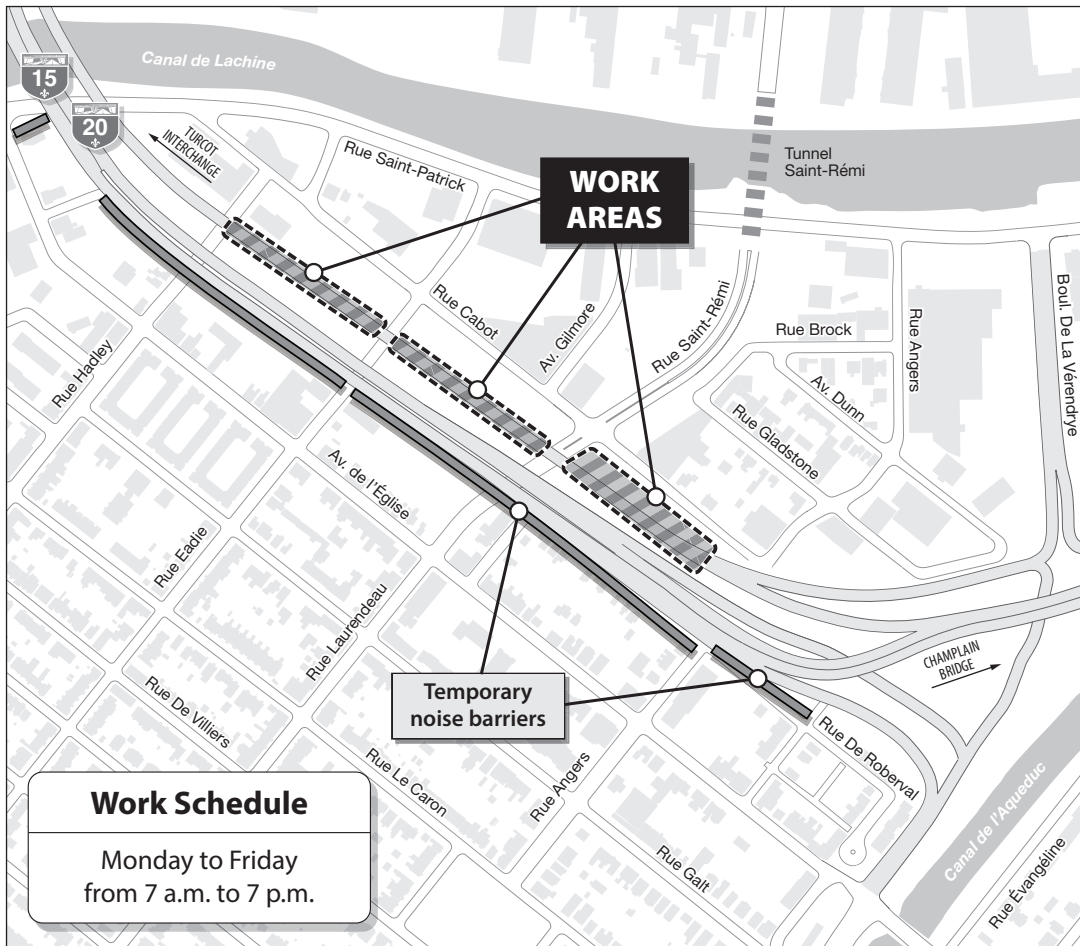 Canal de Lachine
15
20
TURCOT
INTERCHANGE
Rue Saint-Patrick
WORK
AREAS
Tunnel
Saint-Rémi
Rue Cabot
Av. Gilmore
Rue Saint-Rémi
Rue Brock
Rue Angers
Boul. De La Vérendrye
Av. Dunn
Rue Gladstone
Rue Hadley
Av. de l'Église
Rue Eadie
Rue Laurendeau
Rue De Villiers
Temporary
noise barriers
CHAMPLAIN
BRIDGE
Rue De Roberval
Rue Le Caron
Rue Angers
Rue Galt
Canal de l'Aqueduc
Rue Évangéline
Work Schedule
Monday to Friday
from 7 a.m. to 7 p.m.